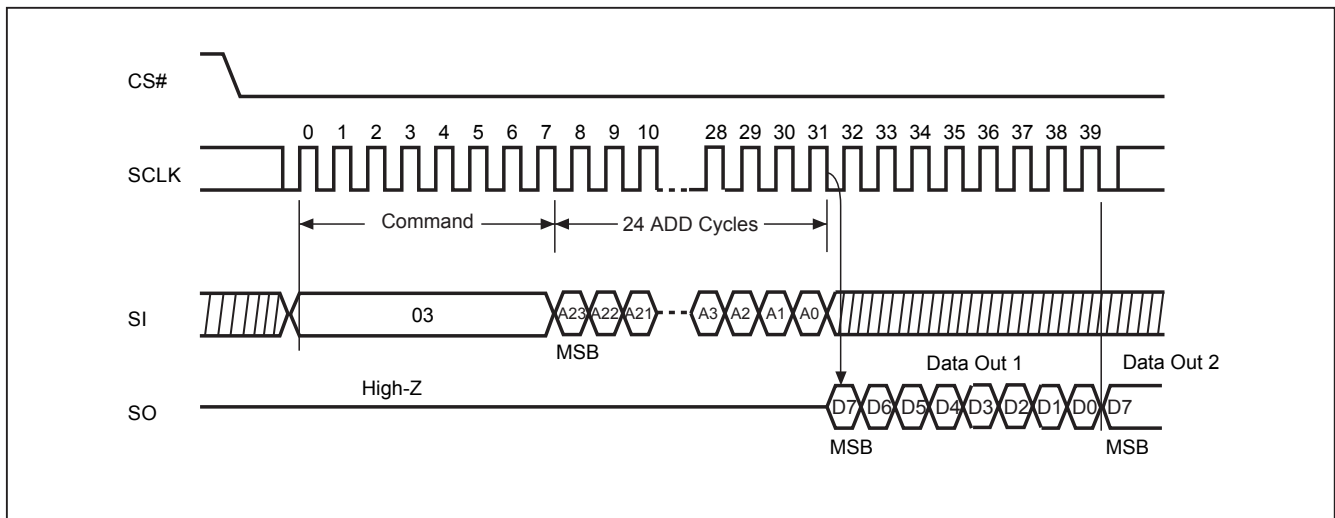 CS#
0 1 2 3 4 5 6 7 8 9 10 28 29 30 31 32 33 34 35 36 37 38 39
SCLK
Command 24 ADD Cycles
SI 03 A23 A22 A21 A3 A2 A1 A0
MSB
Data Out 1 Data Out 2
High-Z
SO D7 D6 D5 D4 D3 D2 D1 D0 D7
MSB MSB